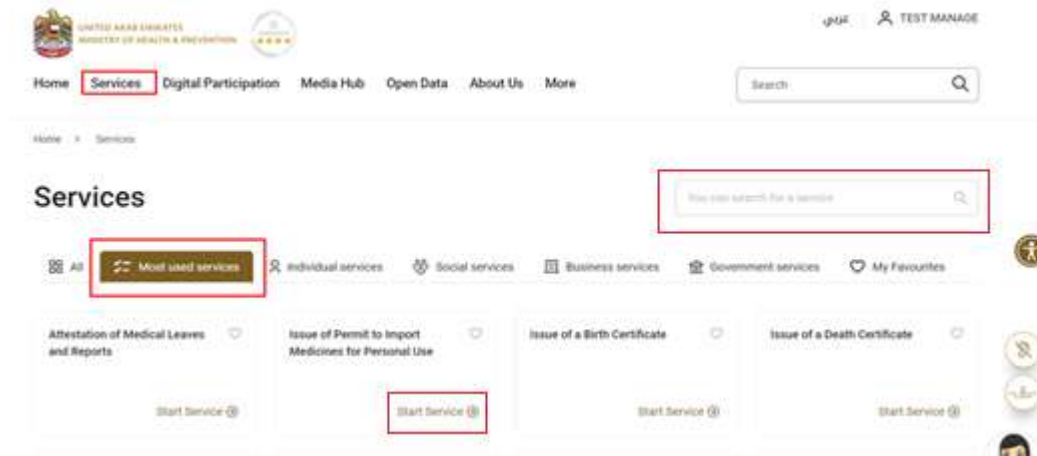 UNITED ARAB EMIRATES
MINISTRY OF HEALTH & PREVENTION
عربي
TEST MANAGE
Home Services Digital Participation Media Hub Open Data About Us More
Search
Home > Services
Services
You can search for a service
All Most used services Individual services Social services Business services Government services My Favourites
Attestation of Medical Leaves and Reports
Issue of Permit to Import Medicines for Personal Use
Issue of a Birth Certificate
Issue of a Death Certificate
Start Service Start Service Start Service Start Service